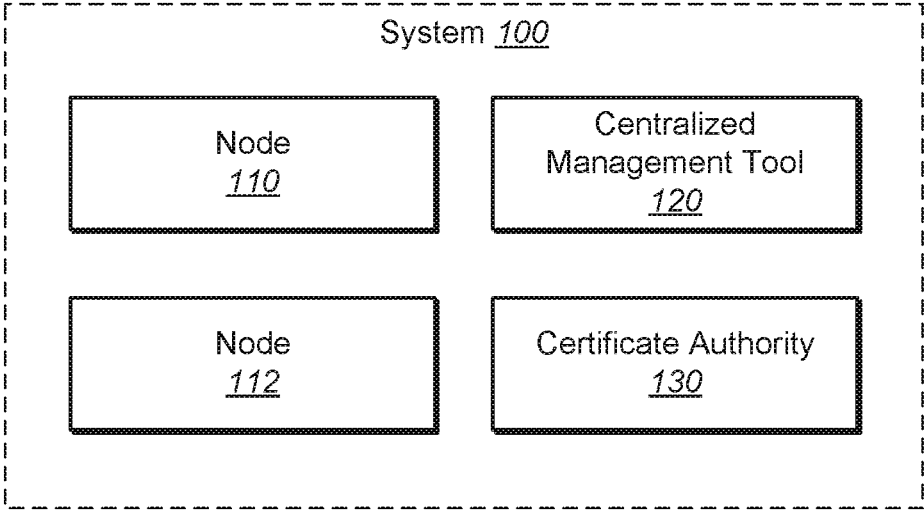 System 100
Node
110
Centralized
Management Tool
120
Node
112
Certificate Authority
130